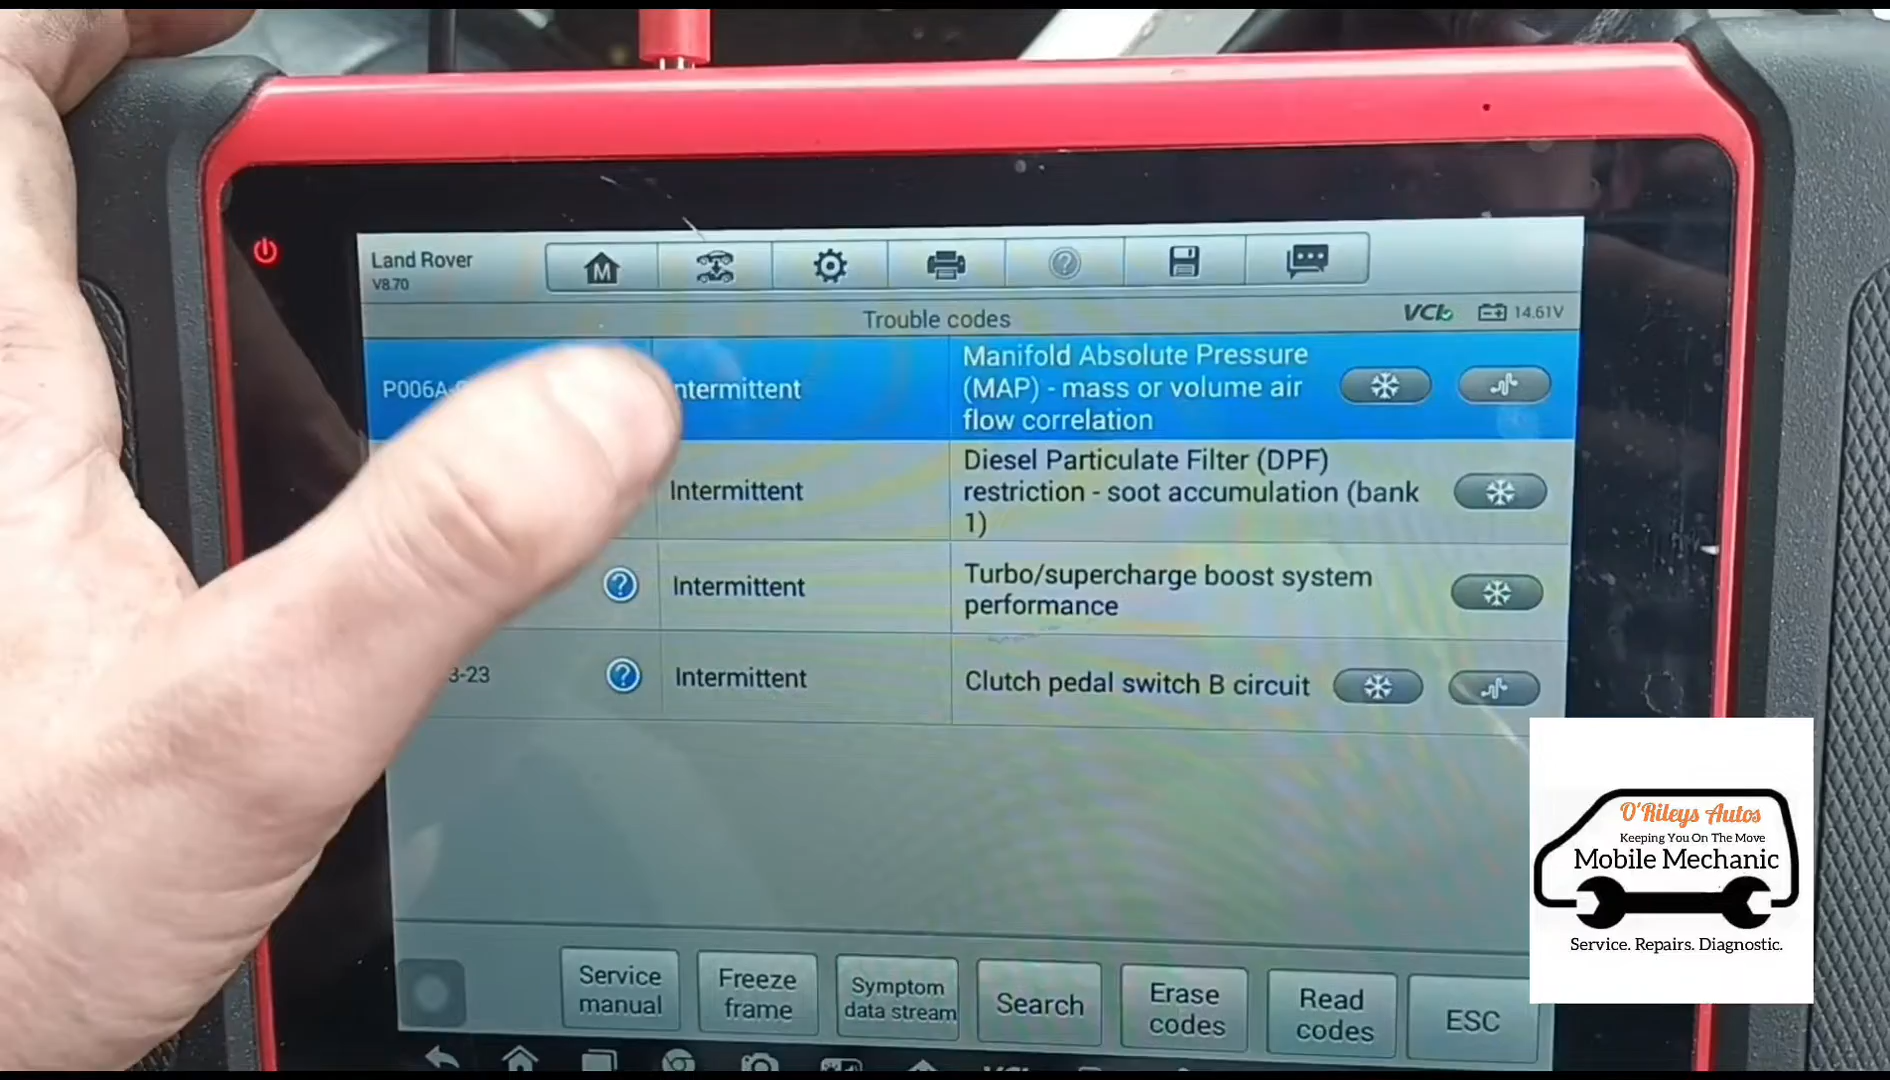 Land Rover
V8.70
M
Trouble codes
VCI
14.61V
P006A-
Intermittent
Manifold Absolute Pressure
(MAP) - mass or volume air
flow correlation
Intermittent
Diesel Particulate Filter (DPF)
restriction - soot accumulation (bank
1)
Intermittent
Turbo/supercharge boost system
performance
3-23
Intermittent
Clutch pedal switch B circuit
Service
manual
Freeze
frame
Symptom
data stream
Search
Erase
codes
Read
codes
ESC
O'Rileys Autos
Keeping You On The Move
Mobile Mechanic
Service. Repairs. Diagnostic.